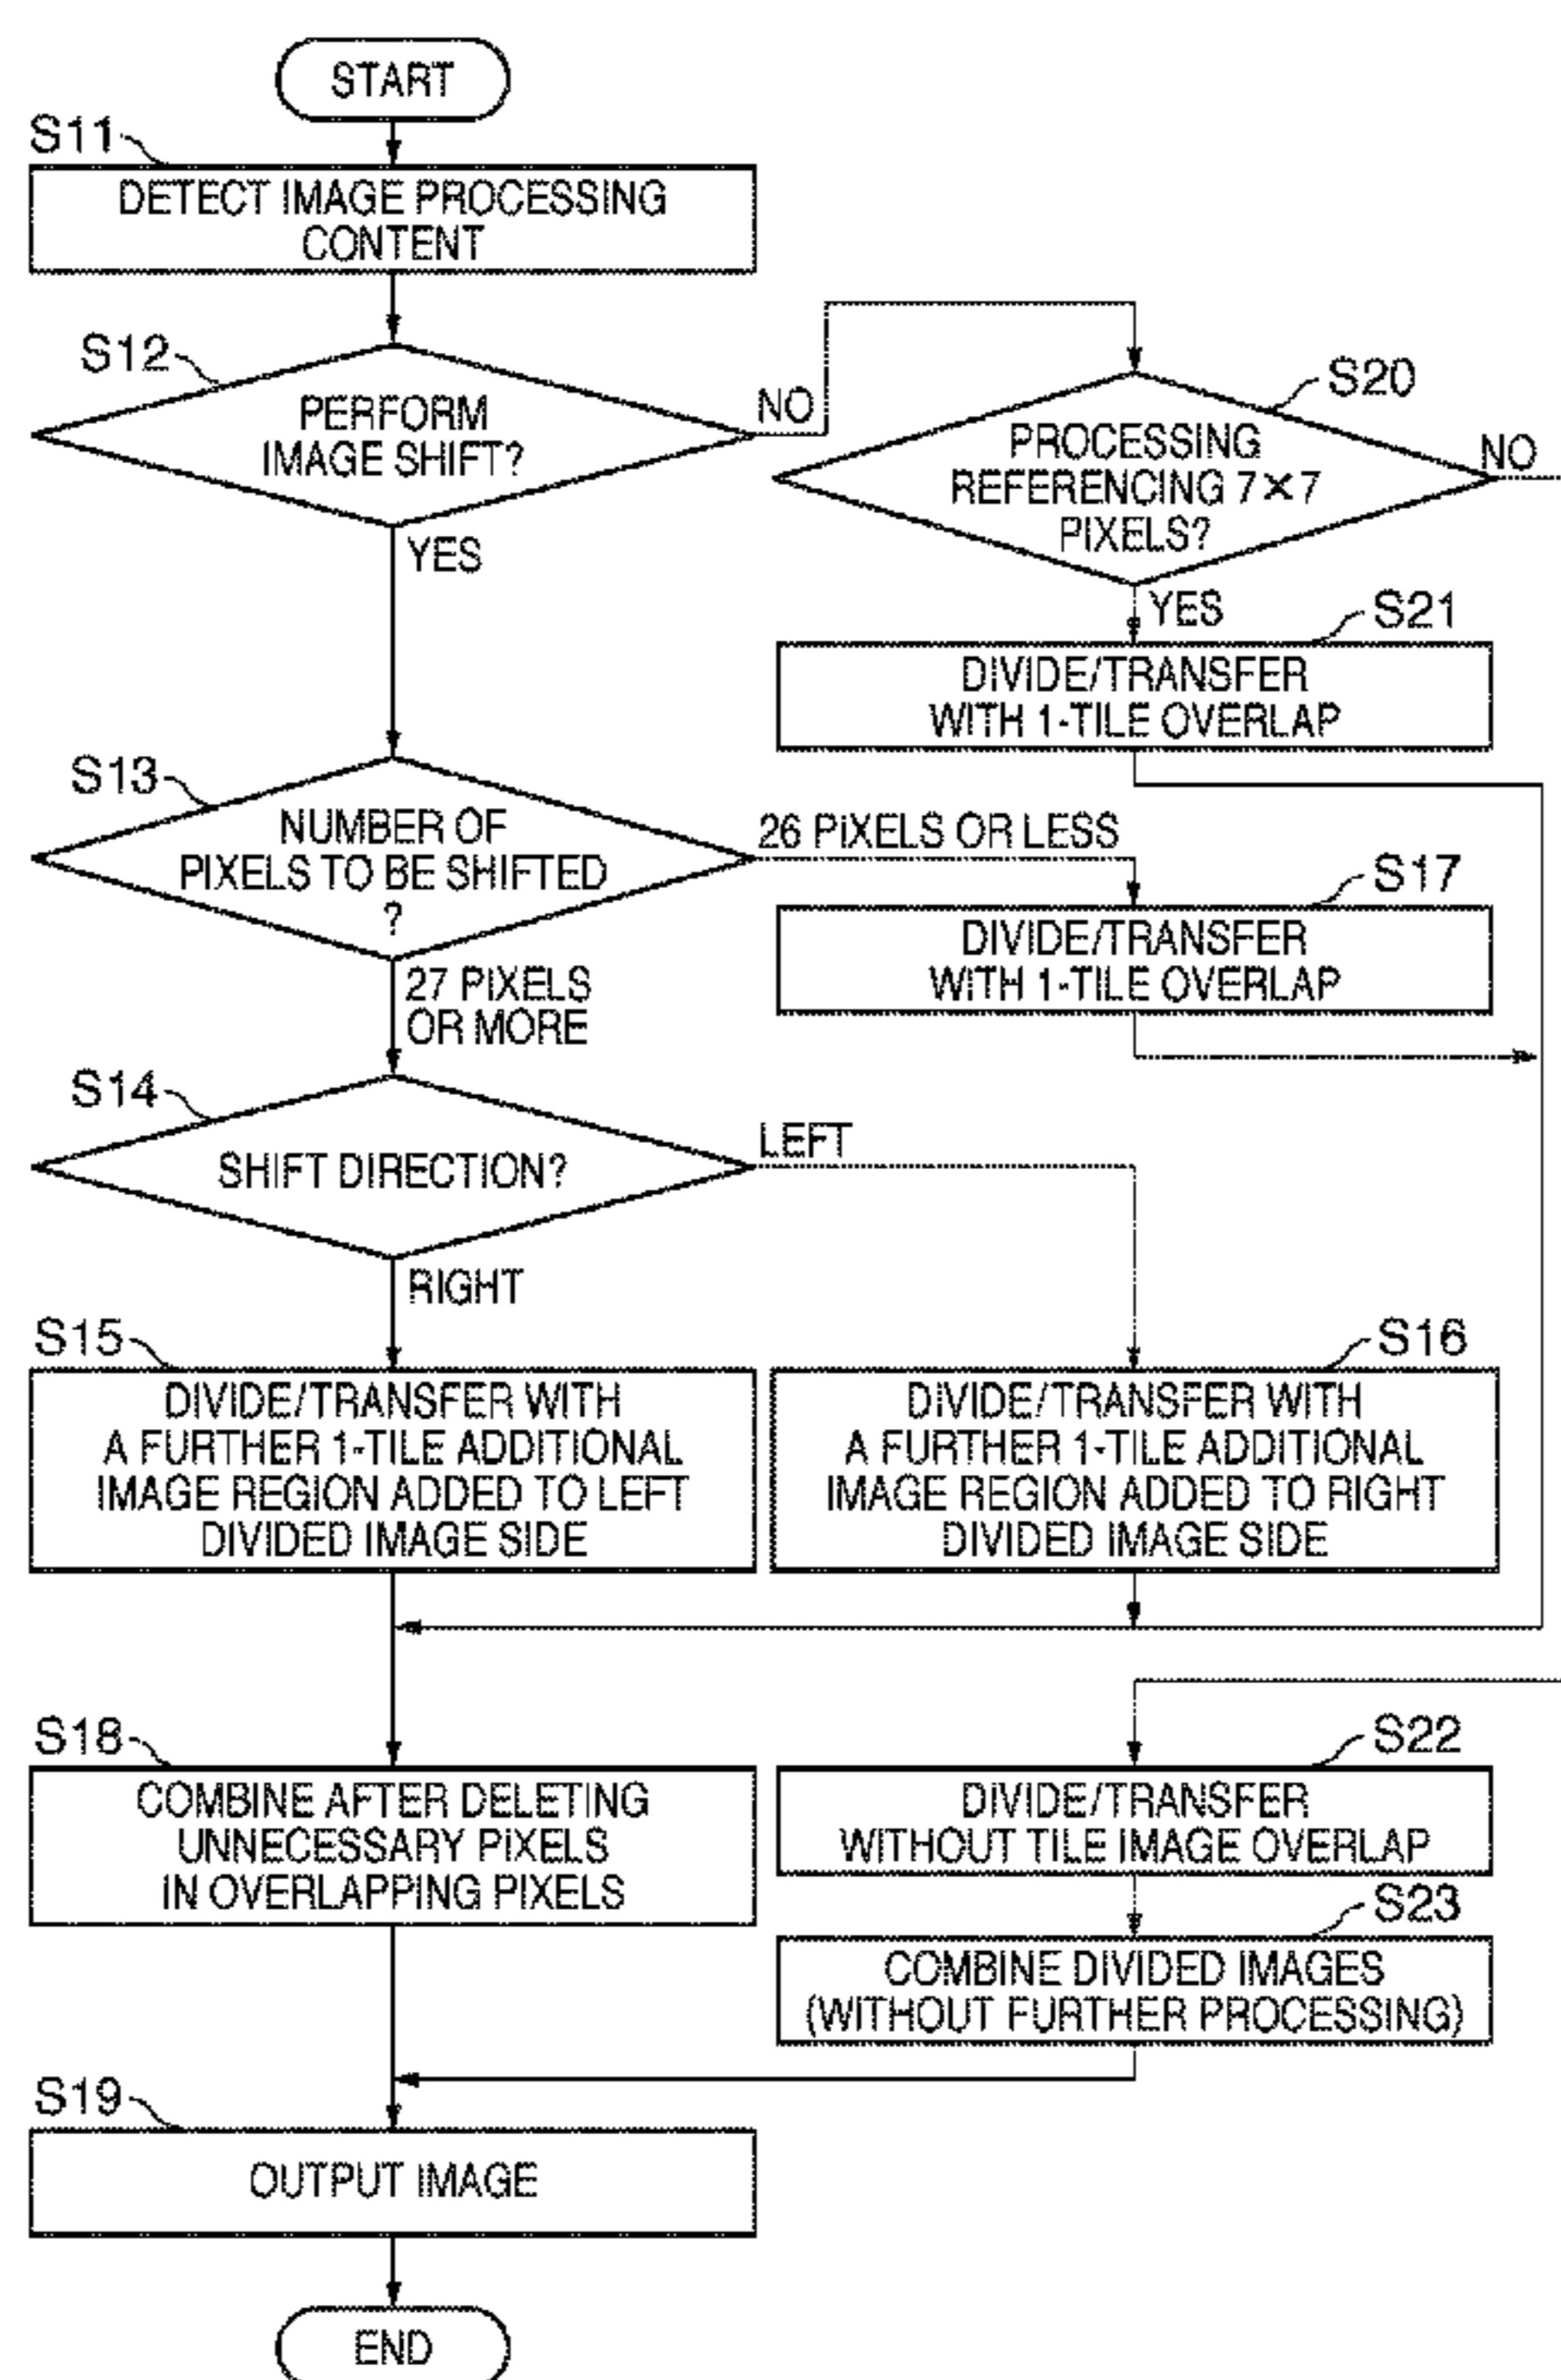 START
S11
DETECT IMAGE PROCESSING
CONTENT
S12
PERFORM
IMAGE SHIFT?
NO
YES
S20
PROCESSING
REFERENCING 7×7
PIXELS?
NO
YES
S21
DIVIDE/TRANSFER
WITH 1-TILE OVERLAP
S13
NUMBER OF
PIXELS TO BE SHIFTED
?
26 PIXELS OR LESS
27 PIXELS
OR MORE
S17
DIVIDE/TRANSFER
WITH 1-TILE OVERLAP
S14
SHIFT DIRECTION?
LEFT
RIGHT
S15
DIVIDE/TRANSFER WITH
A FURTHER 1-TILE ADDITIONAL
IMAGE REGION ADDED TO LEFT
DIVIDED IMAGE SIDE
S16
DIVIDE/TRANSFER WITH
A FURTHER 1-TILE ADDITIONAL
IMAGE REGION ADDED TO RIGHT
DIVIDED IMAGE SIDE
S18
COMBINE AFTER DELETING
UNNECESSARY PIXELS
IN OVERLAPPING PIXELS
S22
DIVIDE/TRANSFER
WITHOUT TILE IMAGE OVERLAP
S23
COMBINE DIVIDED IMAGES
(WITHOUT FURTHER PROCESSING)
S19
OUTPUT IMAGE
END